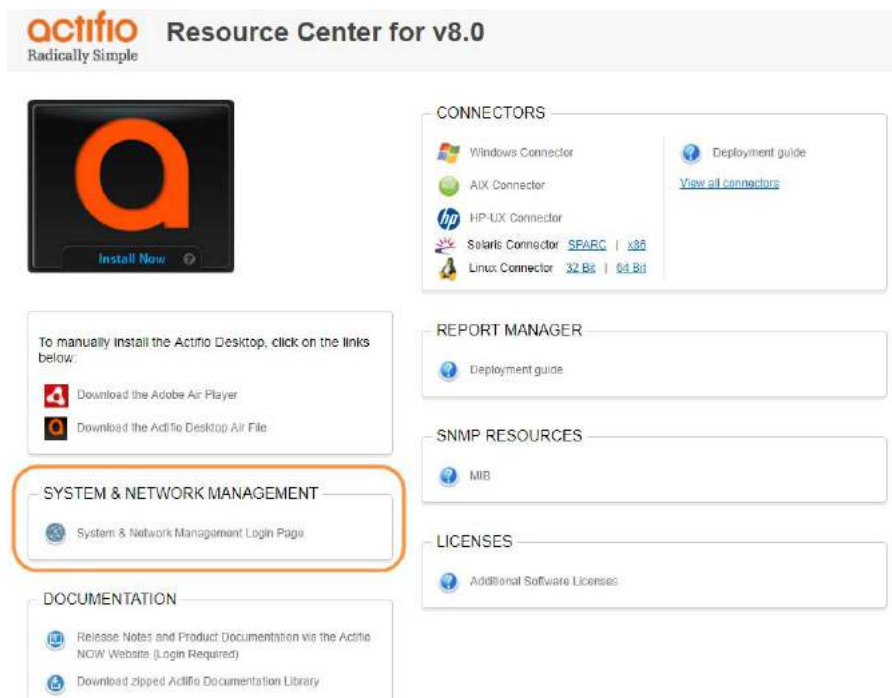 actifio
Radically Simple
Resource Center for v8.0
Install Now ?
To manually install the Actifio Desktop, click on the links
below:
Download the Adobe Air Player
Download the Actifio Desktop Air File
SYSTEM & NETWORK MANAGEMENT
System & Network Management Login Page
DOCUMENTATION
Release Notes and Product Documentation via the Actifio
NOW Website (Login Required)
Download zipped Actifio Documentation Library
CONNECTORS
Windows Connector
AIX Connector
hp HP-UX Connector
Solaris Connector SPARC | x86
Linux Connector 32 Bit | 64 Bit
? Deployment guide
View all connectors
REPORT MANAGER
? Deployment guide
SNMP RESOURCES
? MIB
LICENSES
? Additional Software Licenses